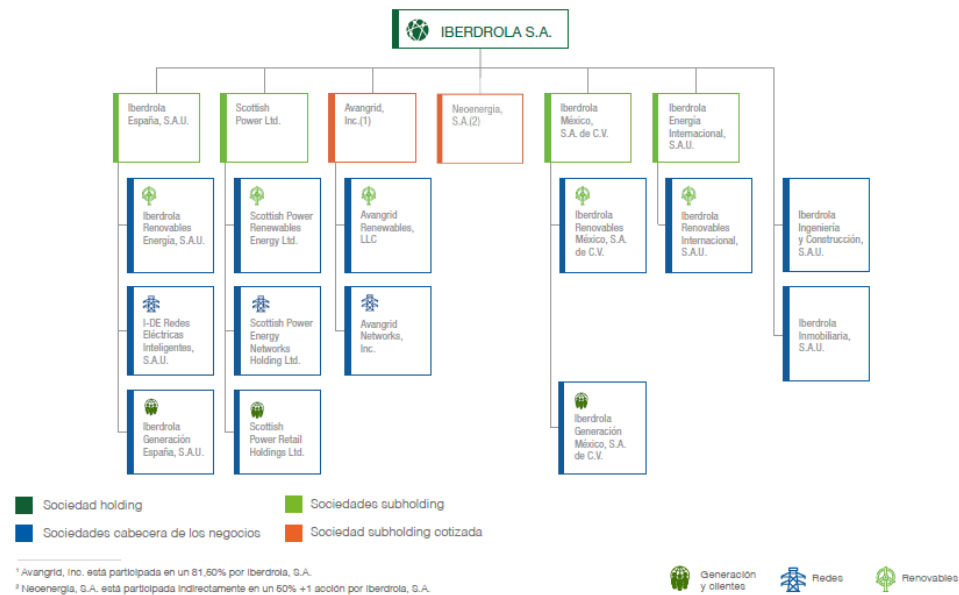 IBERDROLA S.A.
Iberdrola
España, S.A.U.
Scottish
Power Ltd.
Avangrid,
Inc.(1)
Neoenergia,
S.A.(2)
Iberdrola
México,
S.A. de C.V.
Iberdrola
Energía
Internacional,
S.A.U.
Iberdrola
Renovables
Energía, S.A.U.
Scottish Power
Renewables
Energy Ltd.
Avangrid
Renewables,
LLC
Iberdrola
Renovables
México, S.A.
de C.V.
Iberdrola
Renovables
Internacional,
S.A.U.
Iberdrola
Ingeniería
y Construcción,
S.A.U.
I-DE Redes
Eléctricas
Inteligentes,
S.A.U.
Scottish Power
Energy
Networks
Holding Ltd.
Avangrid
Networks,
Inc.
Iberdrola
Inmobiliaria,
S.A.U.
Iberdrola
Generación
España, S.A.U.
Scottish
Power Retail
Holdings Ltd.
Iberdrola
Generación
México, S.A.
de C.V.
Sociedad holding
Sociedades subholding
Sociedades cabecera de los negocios
Sociedad subholding cotizada
¹ Avangrid, Inc. está participada en un 81,50% por Iberdrola, S.A.
² Neoenergia, S.A. está participada indirectamente en un 50% +1 acción por Iberdrola, S.A.
Generación
y clientes
Redes
Renovables